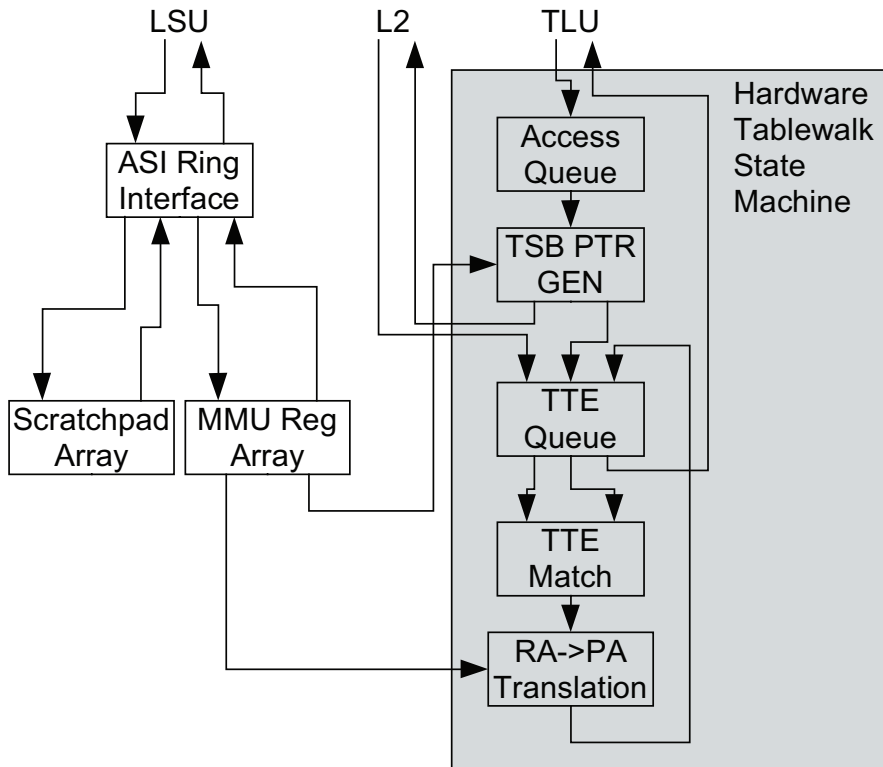 LSU
L2
TLU
Hardware
Tablewalk
State
Machine
Access
Queue
ASI Ring
Interface
TSB PTR
GEN
Scratchpad
Array
MMU Reg
Array
TTE
Queue
TTE
Match
RA->PA
Translation